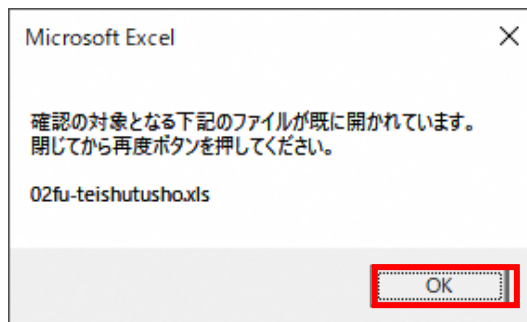 Microsoft Excel
確認の対象となる下記のファイルが既に開かれています。
閉じてから再度ボタンを押してください。
02fu-teishutusho.xls
OK